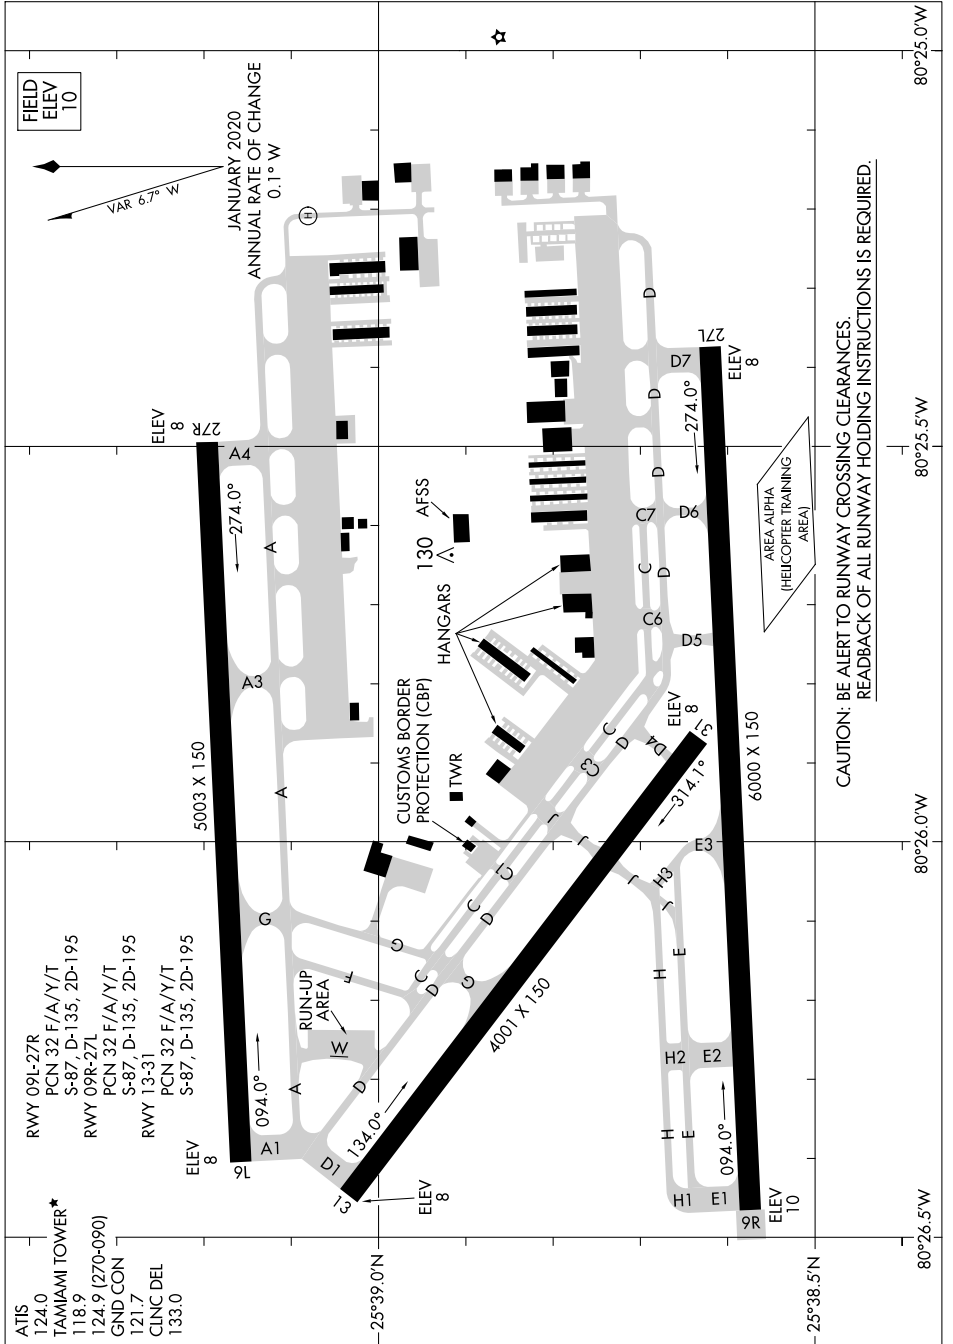 ATIS
124.0
TAMIAMI TOWER★
118.9
124.9 (270-090)
GND CON
121.7
CLNC DEL
133.0
RWY 09L-27R
PCN 32 F/A/Y/T
S-87, D-135, 2D-195
RWY 09R-27L
PCN 32 F/A/Y/T
S-87, D-135, 2D-195
RWY 13-31
PCN 32 F/A/Y/T
S-87, D-135, 2D-195
FIELD
ELEV
10
VAR 6.7° W
JANUARY 2020
ANNUAL RATE OF CHANGE
0.1° W
H
ELEV
8
27R
A4
274.0°
A
A3
5003 X 150
A
G
A
094.0°
A1
9L
ELEV
8
RUN-UP
AREA
W
F
G
C
D
G
D
D1
134.0°
13
ELEV
8
4001 X 150
CUSTOMS BORDER
PROTECTION (CBP)
TWR
HANGARS
130
AFSS
C1
C
D
J
J
J
J
C3
C
D
D4
ELEV
8
31
314.1°
C6
D5
C
D
C7
D6
D
D
D
D7
274.0°
27L
ELEV
8
6000 X 150
E3
H3
H
E
H2
E2
H
E
H1
E1
094.0°
9R
ELEV
10
AREA ALPHA
(HELICOPTER TRAINING
AREA)
CAUTION: BE ALERT TO RUNWAY CROSSING CLEARANCES.
READBACK OF ALL RUNWAY HOLDING INSTRUCTIONS IS REQUIRED.
25°39.0'N
25°38.5'N
80°26.5'W
80°26.0'W
80°25.5'W
80°25.0'W